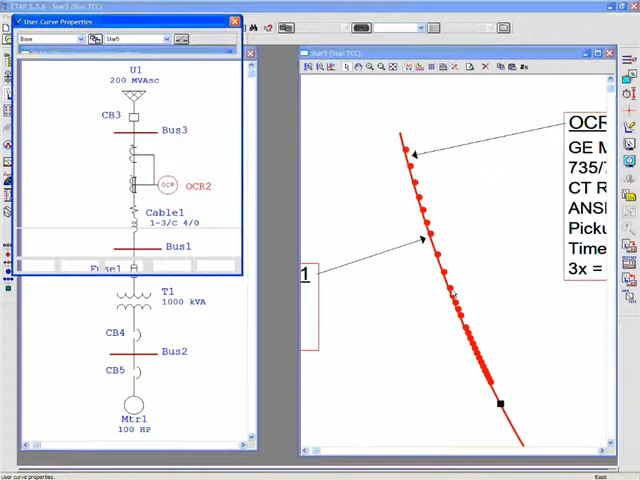 ETAP 5.5.6 - [Star TCC]
User Curve Properties
Base
Star5
Star5 (Star TCC)
U1
200 MVAsc
CB3
Bus3
OCR
OCR2
Cable1
1-3/C 4/0
Bus1
Fuse1
T1
1000 kVA
CB4
Bus2
CB5
Mtr1
100 HP
1
OCR
GE M
735/7
CT R
ANSI
Picku
Time
3x =
User curve properties.
Base